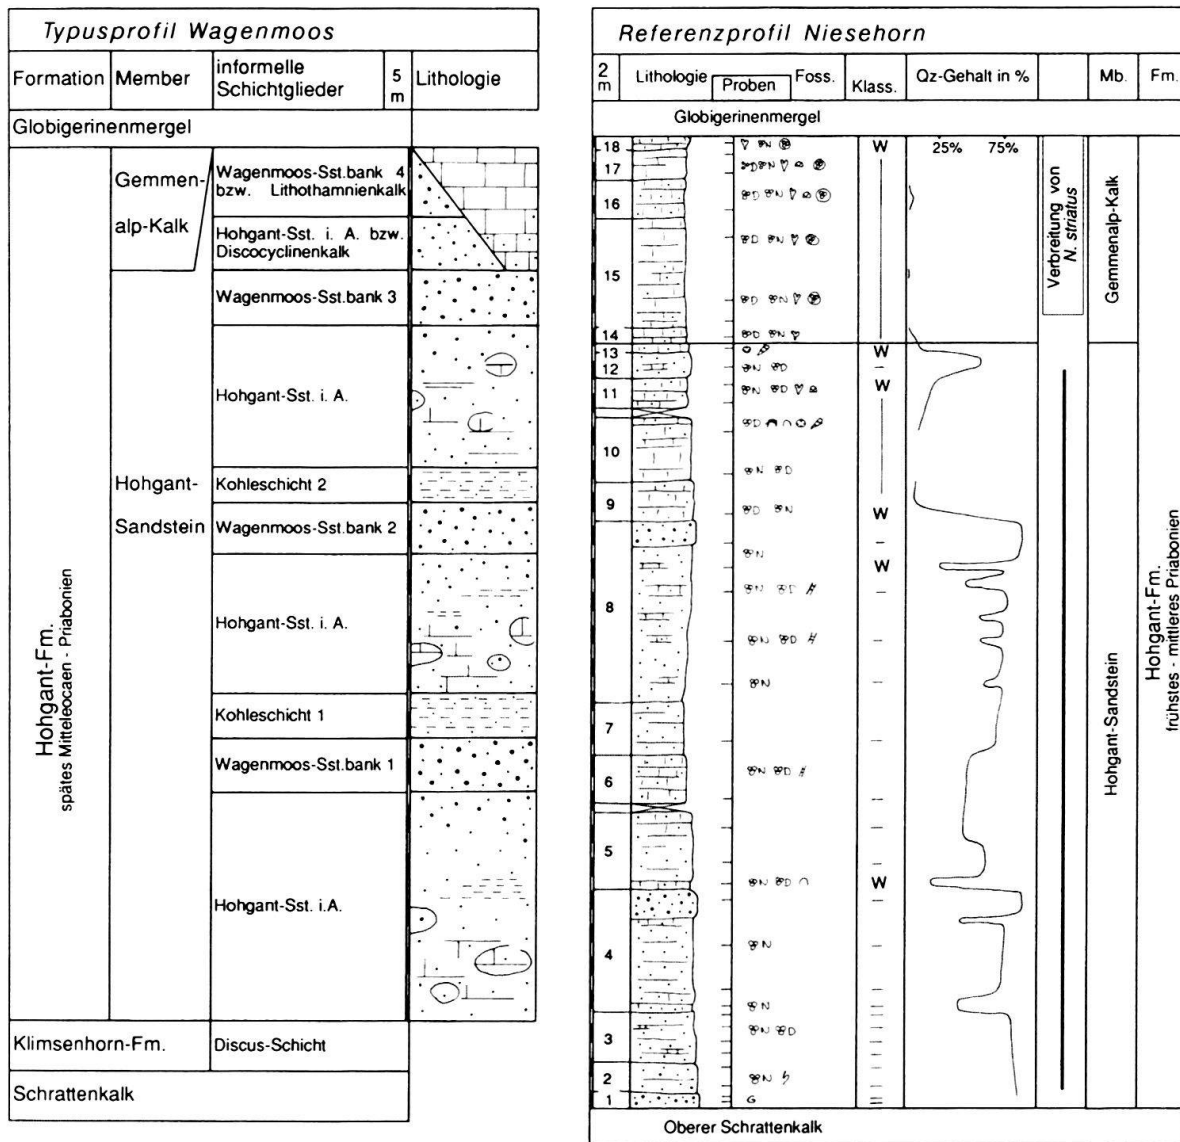 Typusprofil Wagenmoos
Formation Member informelle Schichtglieder 5 m Lithologie
Globigerinenmergel
Gemmen-
alp-Kalk
Wagenmoos-Sst.bank 4
bzw. Lithothamnienkalk
Hohgant-Sst. i. A. bzw.
Discocyclinenkalk
Wagenmoos-Sst.bank 3
Hohgant-Sst. i. A.
Kohleschicht 2
Hohgant-
Sandstein
Wagenmoos-Sst.bank 2
Hohgant-Sst. i. A.
Kohleschicht 1
Wagenmoos-Sst.bank 1
Hohgant-Sst. i.A.
Hohgant-Fm.
spätes Mitteleocaen - Priabonien
Klimsenhorn-Fm. Discus-Schicht
Schrattenkalk
Referenzprofil Niesehorn
2 m Lithologie Proben Foss. Klass. Qz-Gehalt in % Mb. Fm.
Globigerinenmergel
25% 75%
18 N W
17 D N
16 D N
15 D N
D N
14 D N
13 W
12 N D
11 N D W
10 D
N D
9 D N W
8 N W
N D
N D
N
7
6 N D
5
N D W
4 N
N
3 N D
2 N
1 G
Verbreitung von
N. striatus
Gemmenalp-Kalk
Hohgant-Sandstein
Hohgant-Fm.
frühstes - mittleres Priabonien
Oberer Schrattenkalk